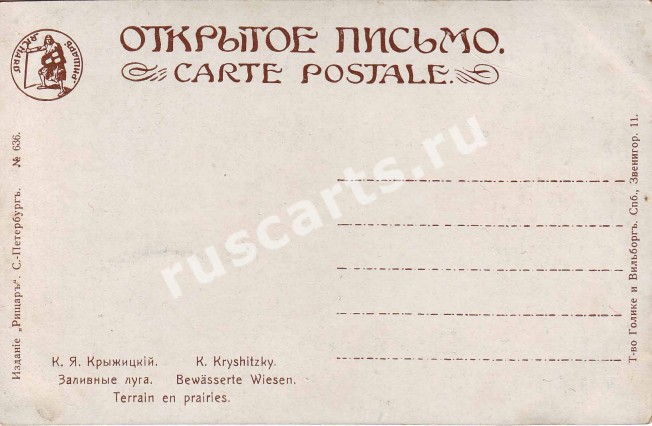 ОТКРЫТОЕ ПИСЬМО.
CARTE POSTALE.
RICHARD
Изданіе „Ришаръ“. С.-Петербургъ. № 636.
ruscarts.ru
Т-во Голике и Вильборгъ. Спб., Звенигор. 11.
К. Я. Крыжицкій. K. Kryshitzky.
Заливные луга. Bewässerte Wiesen.
Terrain en prairies.